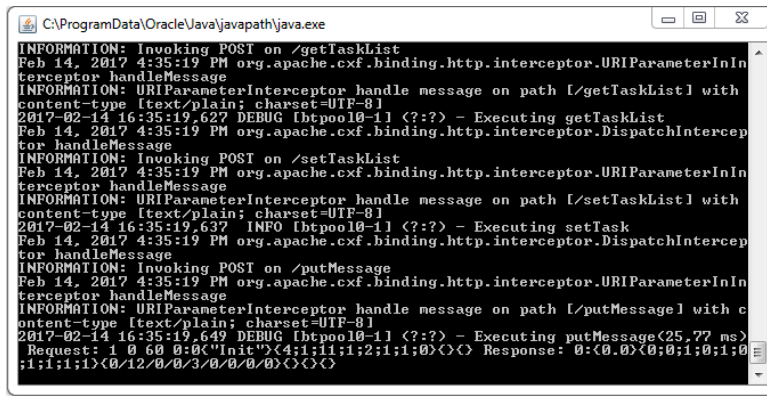 C:\ProgramData\Oracle\Java\javapath\java.exe
INFORMATION: Invoking POST on /getTaskList
Feb 14, 2017 4:35:19 PM org.apache.cxf.binding.http.interceptor.URIParameterInIn
terceptor handleMessage
INFORMATION: URIParameterInterceptor handle message on path [/getTaskList] with
content-type [text/plain; charset=UTF-8]
2017-02-14 16:35:19,627 DEBUG [btpool0-1] (?:?) - Executing getTaskList
Feb 14, 2017 4:35:19 PM org.apache.cxf.binding.http.interceptor.DispatchIntercep
tor handleMessage
INFORMATION: Invoking POST on /setTaskList
Feb 14, 2017 4:35:19 PM org.apache.cxf.binding.http.interceptor.URIParameterInIn
terceptor handleMessage
INFORMATION: URIParameterInterceptor handle message on path [/setTaskList] with
content-type [text/plain; charset=UTF-8]
2017-02-14 16:35:19,637  INFO [btpool0-1] (?:?) - Executing setTask
Feb 14, 2017 4:35:19 PM org.apache.cxf.binding.http.interceptor.DispatchIntercep
tor handleMessage
INFORMATION: Invoking POST on /putMessage
Feb 14, 2017 4:35:19 PM org.apache.cxf.binding.http.interceptor.URIParameterInIn
terceptor handleMessage
INFORMATION: URIParameterInterceptor handle message on path [/putMessage] with c
ontent-type [text/plain; charset=UTF-8]
2017-02-14 16:35:19,649 DEBUG [btpool0-1] (?:?) - Executing putMessage(25,77 ms)
 Request: 1 0 60 0:0{"Init"}{4;1;11;1;2;1;1;0}{}{} Response: 0:{0.0}{0;0;1;0;1;0
;1;1;1;1}{0/12/0/0/3/0/0/0/0}{}{}{}